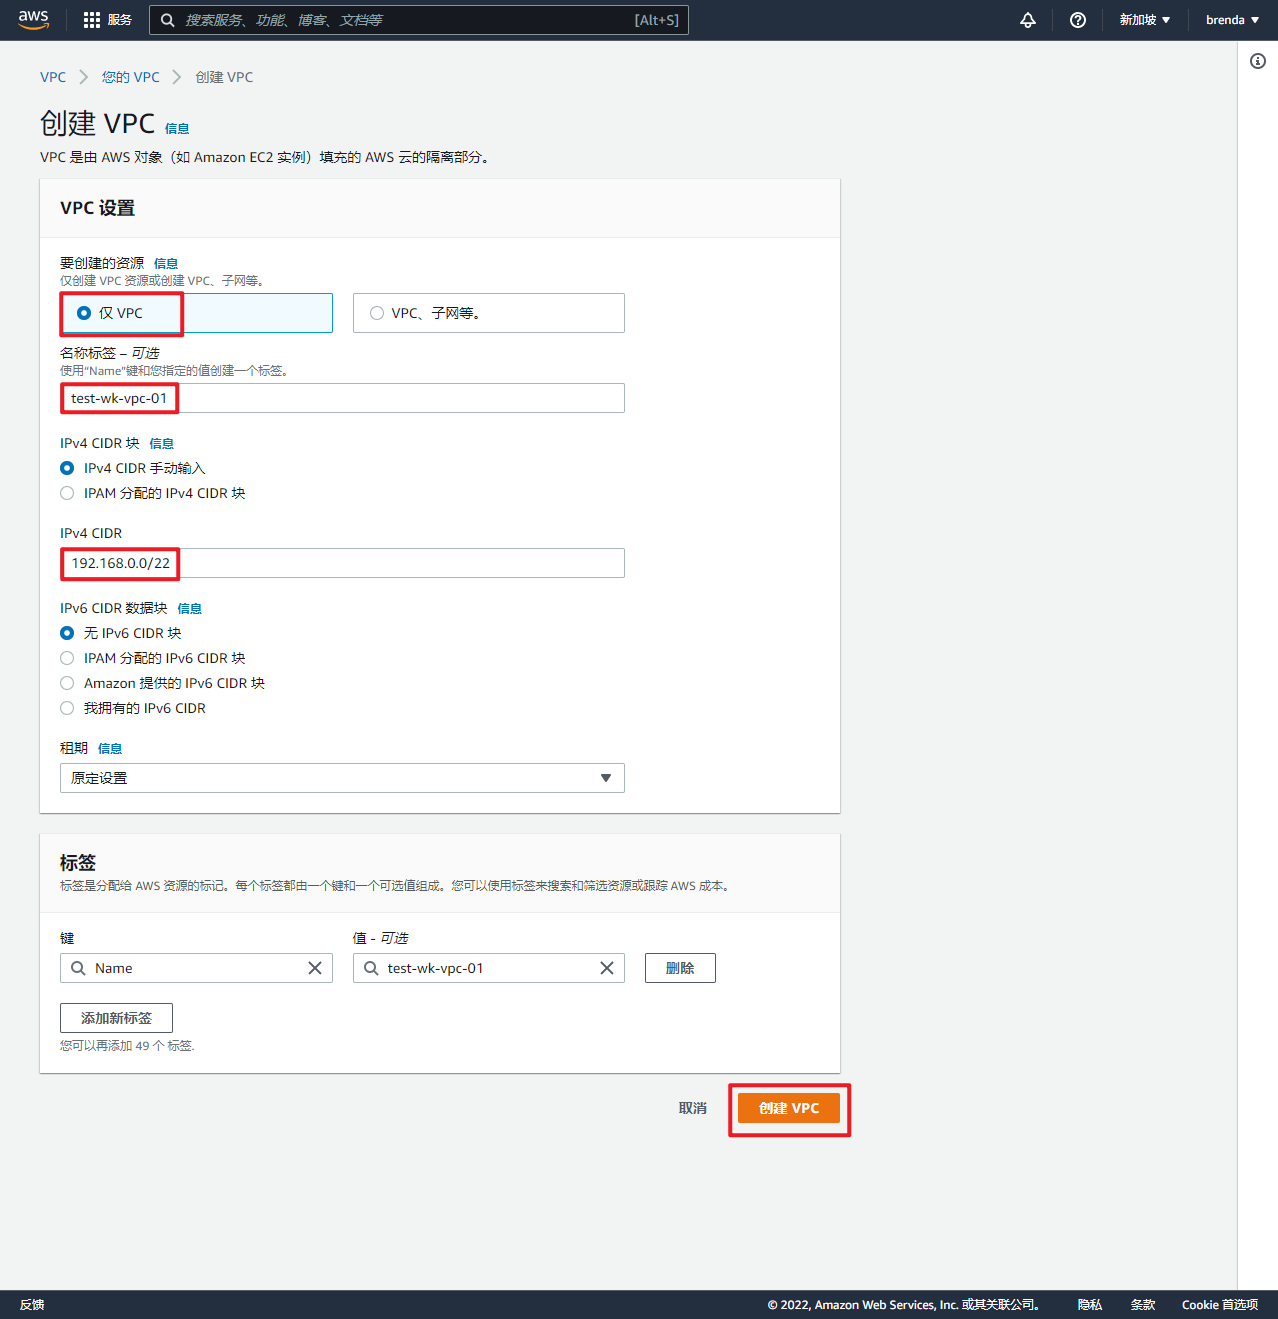 aws 服务 搜索服务、功能、博客、文档等 [Alt+S] 新加坡 brenda
VPC 您的 VPC 创建 VPC
创建 VPC 信息
VPC 是由 AWS 对象（如 Amazon EC2 实例）填充的 AWS 云的隔离部分。
VPC 设置
要创建的资源 信息
仅创建 VPC 资源或创建 VPC、子网等。
仅 VPC VPC、子网等。
名称标签 – 可选
使用“Name”键和您指定的值创建一个标签。
test-wk-vpc-01
IPv4 CIDR 块 信息
IPv4 CIDR 手动输入
IPAM 分配的 IPv4 CIDR 块
IPv4 CIDR
192.168.0.0/22
IPv6 CIDR 数据块 信息
无 IPv6 CIDR 块
IPAM 分配的 IPv6 CIDR 块
Amazon 提供的 IPv6 CIDR 块
我拥有的 IPv6 CIDR
租期 信息
原定设置
标签
标签是分配给 AWS 资源的标记。每个标签都由一个键和一个可选值组成。您可以使用标签来搜索和筛选资源或跟踪 AWS 成本。
键 值 - 可选
Name test-wk-vpc-01 删除
添加新标签
您可以再添加 49 个 标签.
取消 创建 VPC
反馈 © 2022, Amazon Web Services, Inc. 或其关联公司。 隐私 条款 Cookie 首选项